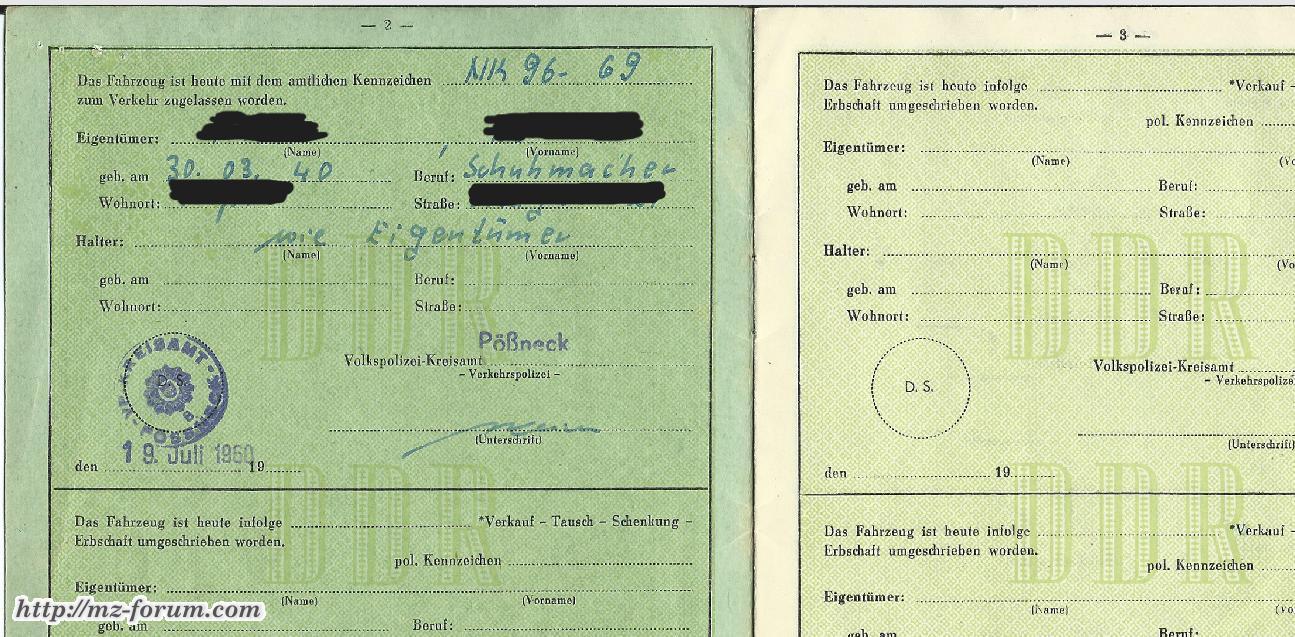 — 2 —
Das Fahrzeug ist heute mit dem amtlichen Kennzeichen NK 96- 69
zum Verkehr zugelassen worden.
Eigentümer:
(Name) (Vorname)
geb. am 30. 03. 40 Beruf: Schuhmacher
Wohnort: Straße:
Halter: wie Eigentümer
(Name) (Vorname)
geb. am Beruf:
Wohnort: Straße:
Pößneck
Volkspolizei-Kreisamt
– Verkehrspolizei –
D. S.
(Unterschrift)
den 19. Juli 1960 19
Das Fahrzeug ist heute infolge *Verkauf – Tausch – Schenkung –
Erbschaft umgeschrieben worden.
pol. Kennzeichen
Eigentümer:
(Name) (Vorname)
geb. am Beruf:
— 3 —
Das Fahrzeug ist heute infolge *Verkauf –
Erbschaft umgeschrieben worden.
pol. Kennzeichen
Eigentümer:
(Name) (Vo
geb. am Beruf:
Wohnort: Straße:
Halter:
(Name) (Vo
geb. am Beruf:
Wohnort: Straße:
D. S.
Volkspolizei-Kreisamt
– Verkehrspolize
(Unterschrift)
den 19
Das Fahrzeug ist heute infolge *Verkauf –
Erbschaft umgeschrieben worden.
pol. Kennzeichen
Eigentümer:
(Name) (Vo
geb. am Beruf:
DDR
DDR
DDR
DDR
http://mz-forum.com